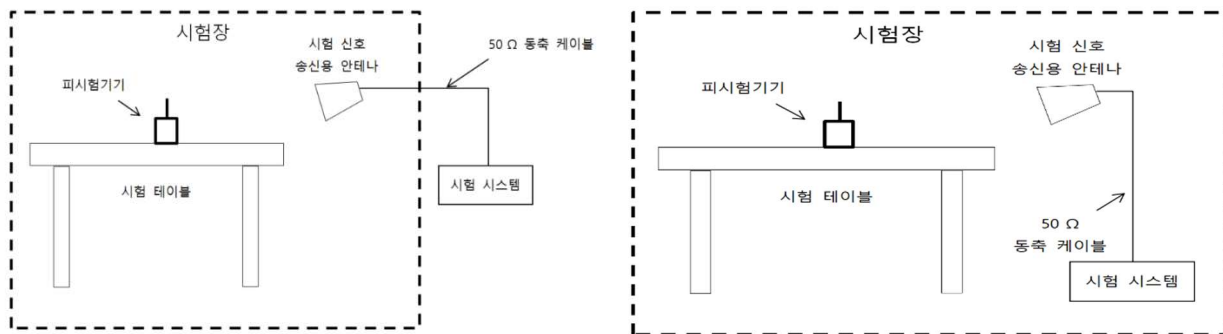 시험장
시험 신호
송신용 안테나
50 Ω 동축 케이블
피시험기기
시험 테이블
시험 시스템
시험장
시험 신호
송신용 안테나
피시험기기
시험 테이블
50 Ω
동축 케이블
시험 시스템